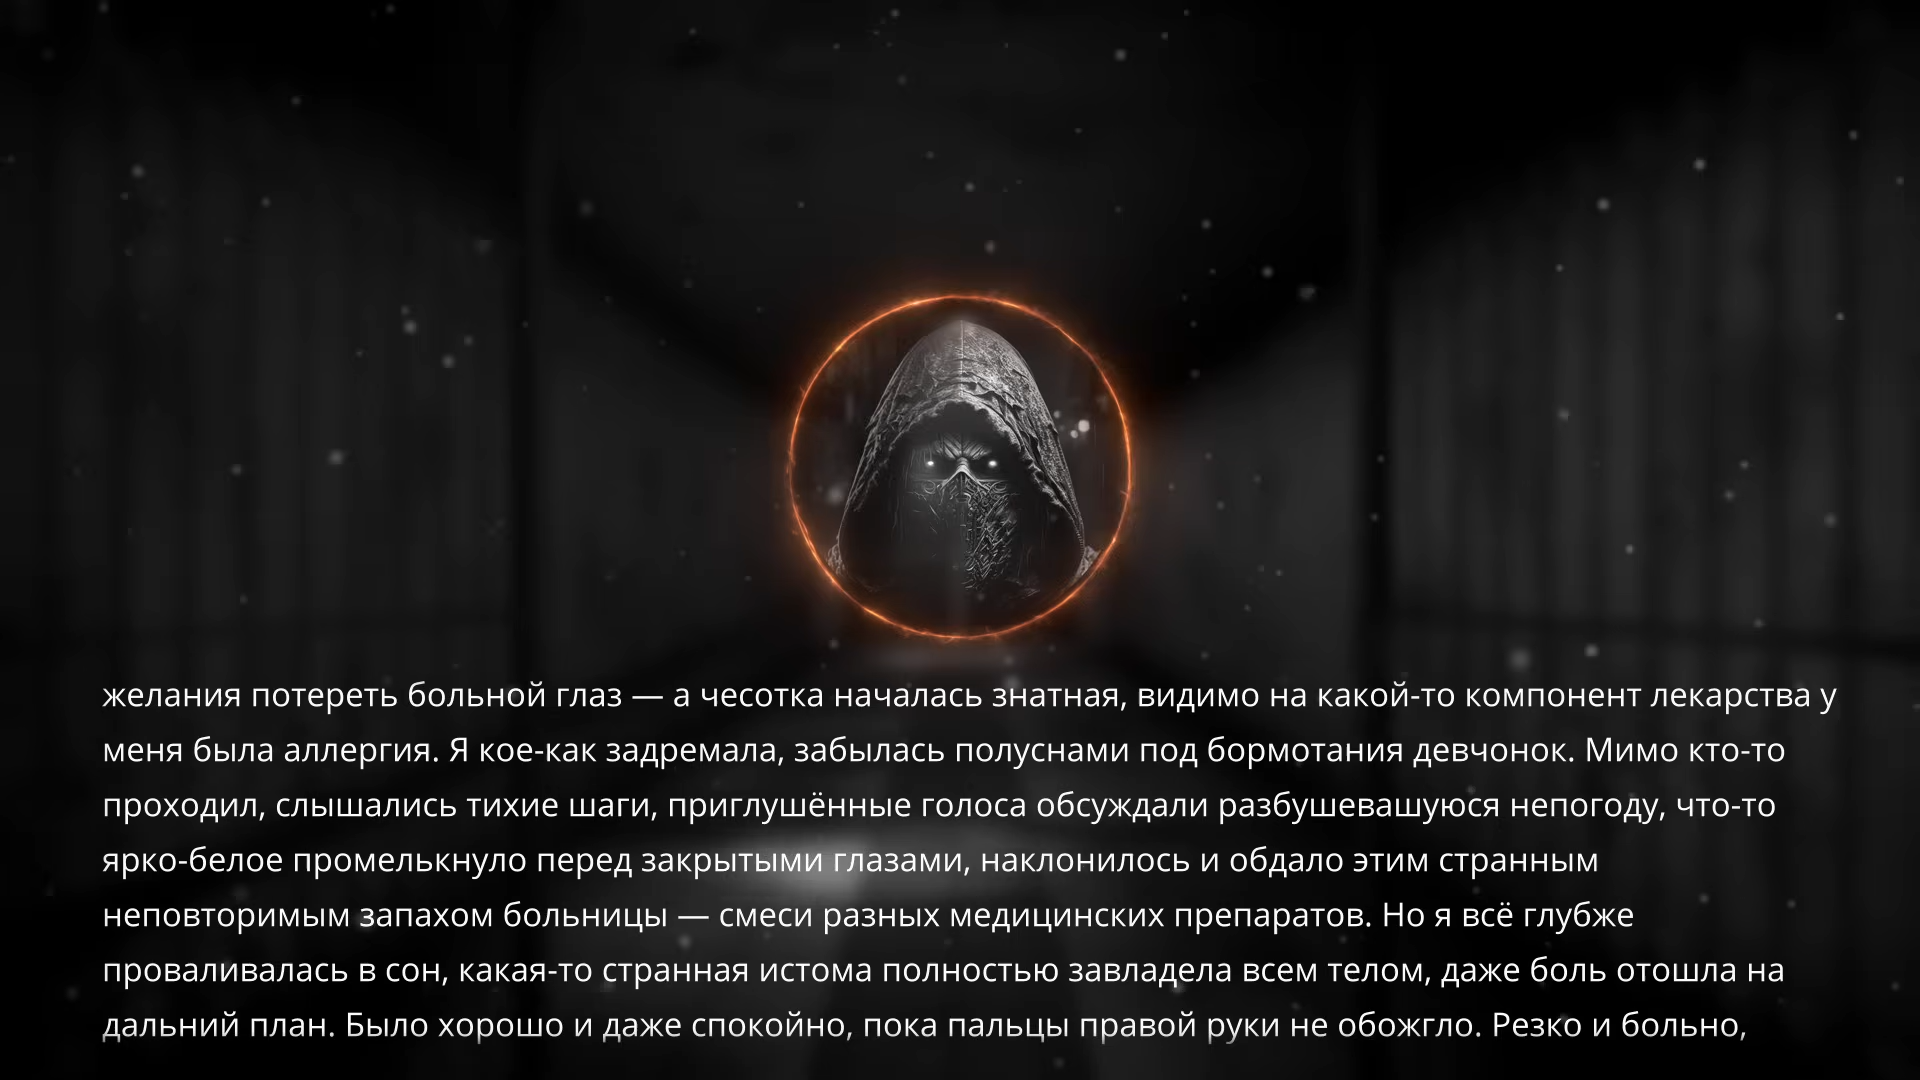 желания потереть больной глаз — а чесотка началась знатная, видимо на какой-то компонент лекарства у
меня была аллергия. Я кое-как задремала, забылась полуснами под бормотания девчонок. Мимо кто-то
проходил, слышались тихие шаги, приглушённые голоса обсуждали разбушевашуюся непогоду, что-то
ярко-белое промелькнуло перед закрытыми глазами, наклонилось и обдало этим странным
неповторимым запахом больницы — смеси разных медицинских препаратов. Но я всё глубже
проваливалась в сон, какая-то странная истома полностью завладела всем телом, даже боль отошла на
дальний план. Было хорошо и даже спокойно, пока пальцы правой руки не обожгло. Резко и больно,